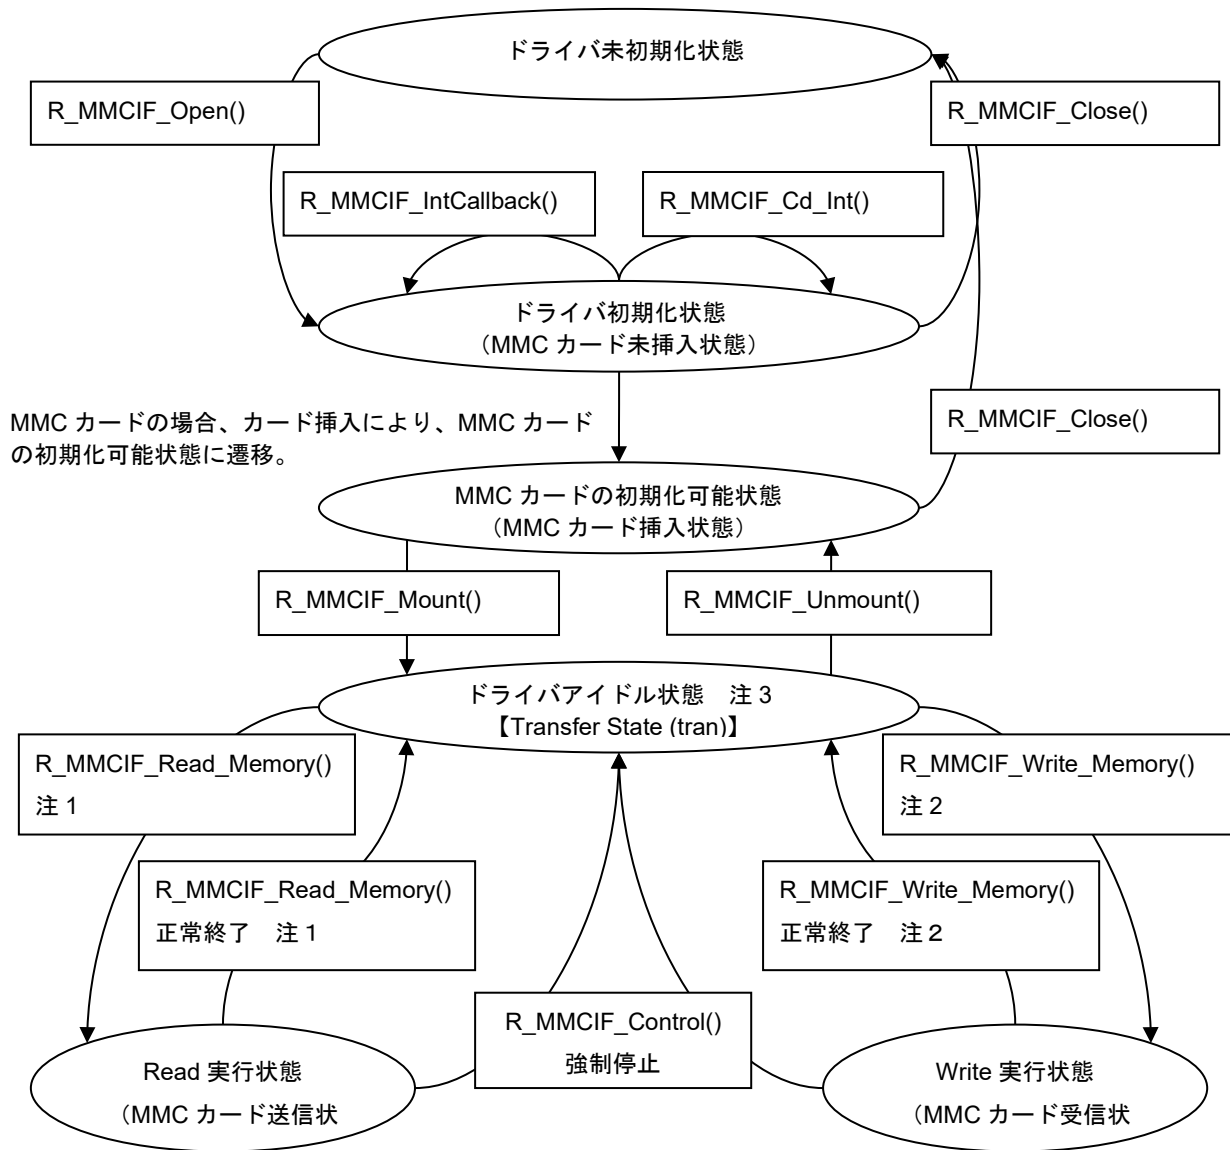 ドライバ未初期化状態
R_MMCIF_Open()
R_MMCIF_Close()
R_MMCIF_IntCallback()
R_MMCIF_Cd_Int()
ドライバ初期化状態
（MMC カード未挿入状態）
MMC カードの場合、カード挿入により、MMC カード
の初期化可能状態に遷移。
R_MMCIF_Close()
MMC カードの初期化可能状態
（MMC カード挿入状態）
R_MMCIF_Mount()
R_MMCIF_Unmount()
ドライバアイドル状態　注 3
【Transfer State (tran)】
R_MMCIF_Read_Memory()
注 1
R_MMCIF_Write_Memory()
注 2
R_MMCIF_Read_Memory()
正常終了　注１
R_MMCIF_Write_Memory()
正常終了　注２
R_MMCIF_Control()
強制停止
Read 実行状態
（MMC カード送信状
Write 実行状態
（MMC カード受信状